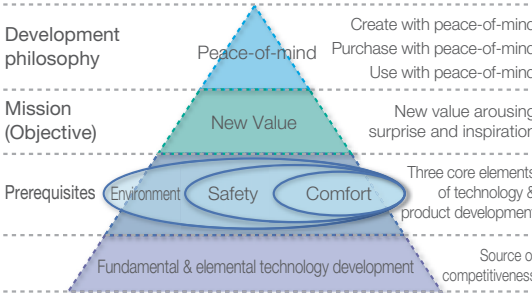 Development
philosophy
Peace-of-mind
Create with peace-of-mind
Purchase with peace-of-mind
Use with peace-of-mind
Mission
(Objective)
New Value
New value arousing
surprise and inspiration
Prerequisites
Environment
Safety
Comfort
Three core elements
of technology &
product development
Fundamental & elemental technology development
Source of
competitiveness